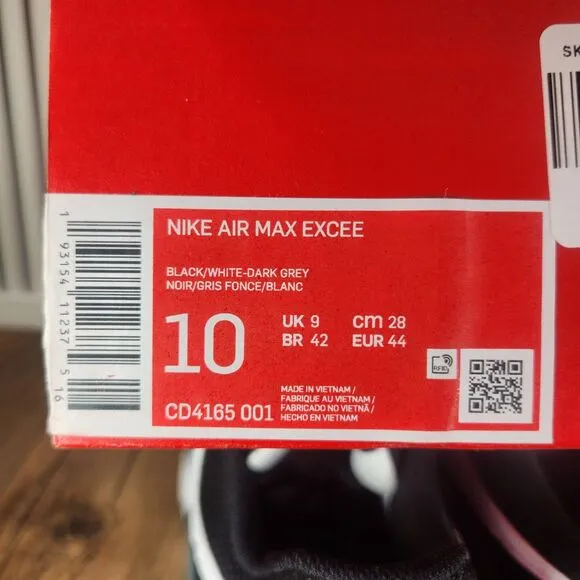 SK
NIKE AIR MAX EXCEE
BLACK/WHITE-DARK GREY
NOIR/GRIS FONCE/BLANC
10
UK 9 cm 28
BR 42 EUR 44
RFID
MADE IN VIETNAM/
FABRIQUE AU VIETNAM/
FABRICADO NO VIETNÃ/
HECHO EN VIETNAM
CD4165 001
1 93154 11237 5 16